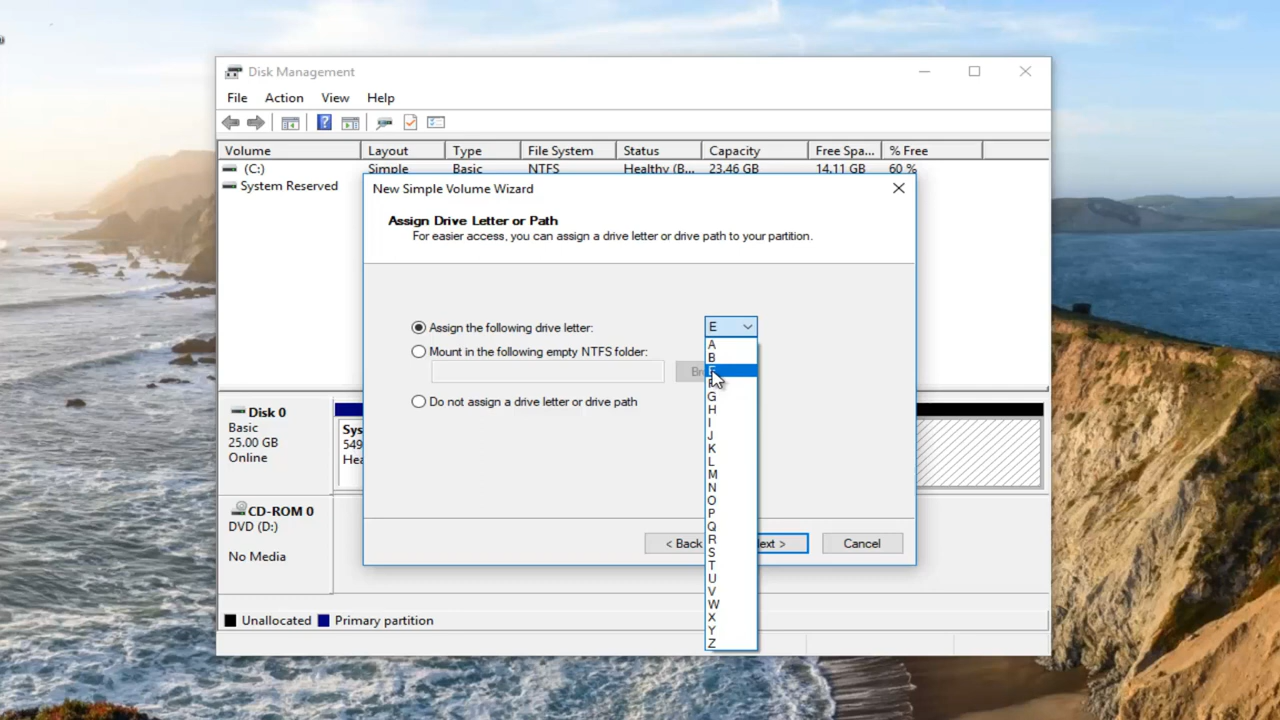 Disk Management
File Action View Help
Volume Layout Type File System Status Capacity Free Spa... % Free
(C:) Simple Basic NTFS Healthy (B... 23.46 GB 14.11 GB 60 %
System Reserved
New Simple Volume Wizard
Assign Drive Letter or Path
For easier access, you can assign a drive letter or drive path to your partition.
Assign the following drive letter: E
Mount in the following empty NTFS folder:
Do not assign a drive letter or drive path
A
B
G
H
I
J
K
L
M
N
O
P
Q
R
S
T
U
V
W
X
Y
Z
< Back
Cancel
Disk 0
Basic
25.00 GB
Online
Sys
549
Hea
CD-ROM 0
DVD (D:)
No Media
Unallocated Primary partition